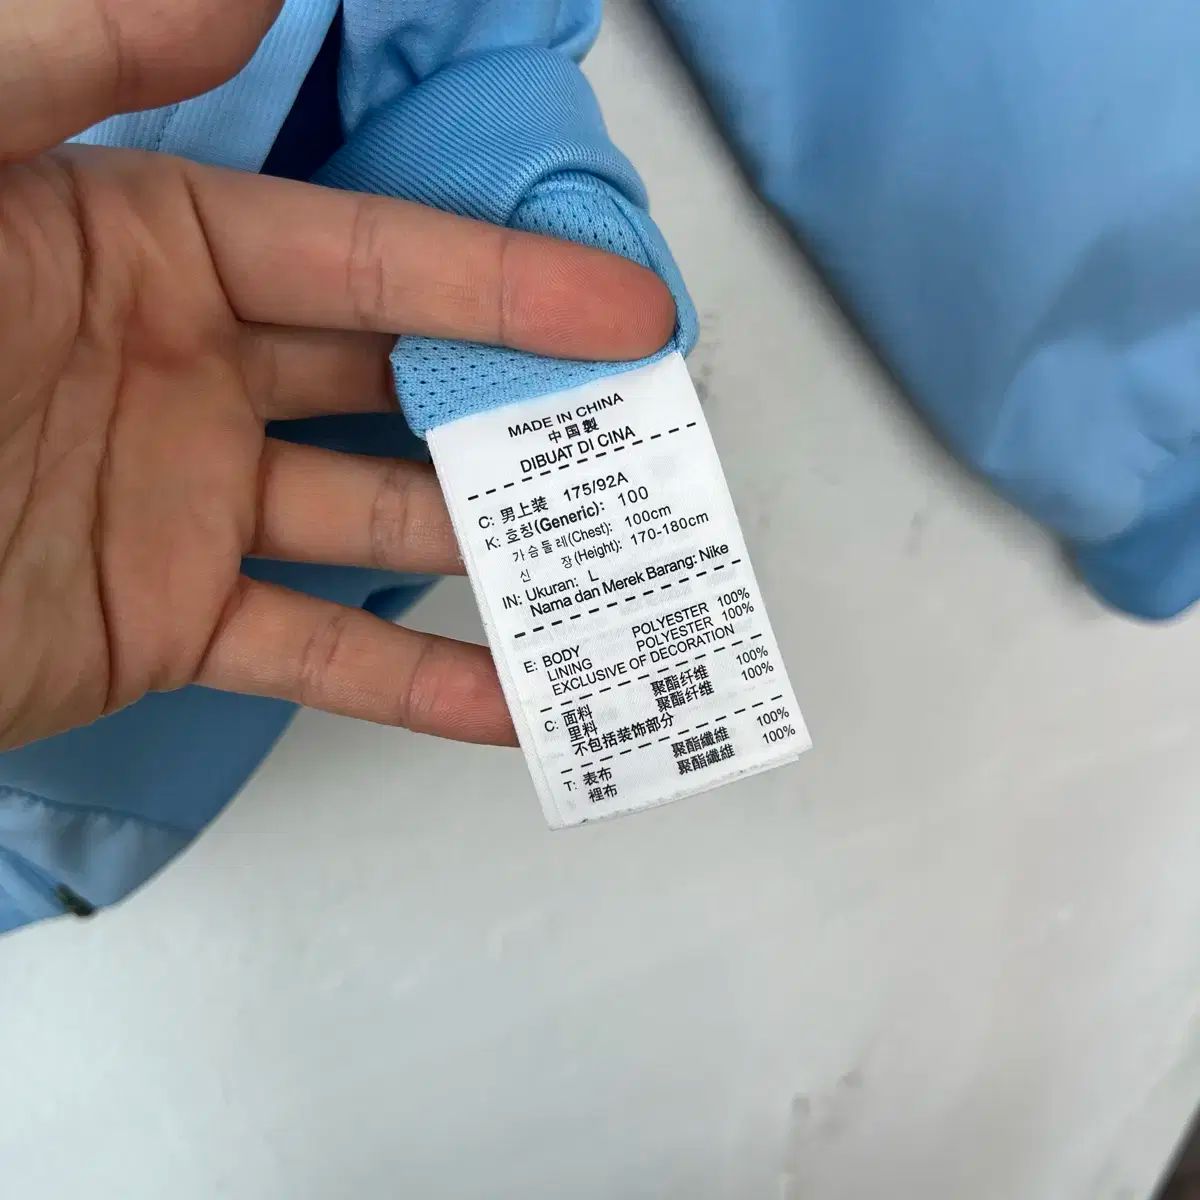 MADE IN CHINA
中国製
DIBUAT DI CINA
C: 男上装 175/92A
K: 호칭(Generic): 100
가슴둘레(Chest): 100cm
신 장(Height): 170-180cm
IN: Ukuran: L
Nama dan Merek Barang: Nike
E: BODY POLYESTER 100%
LINING POLYESTER 100%
EXCLUSIVE OF DECORATION
C: 面料 聚酯纤维 100%
里料 聚酯纤维 100%
不包括装饰部分
T: 表布 聚酯纖維 100%
裡布 聚酯纖維 100%